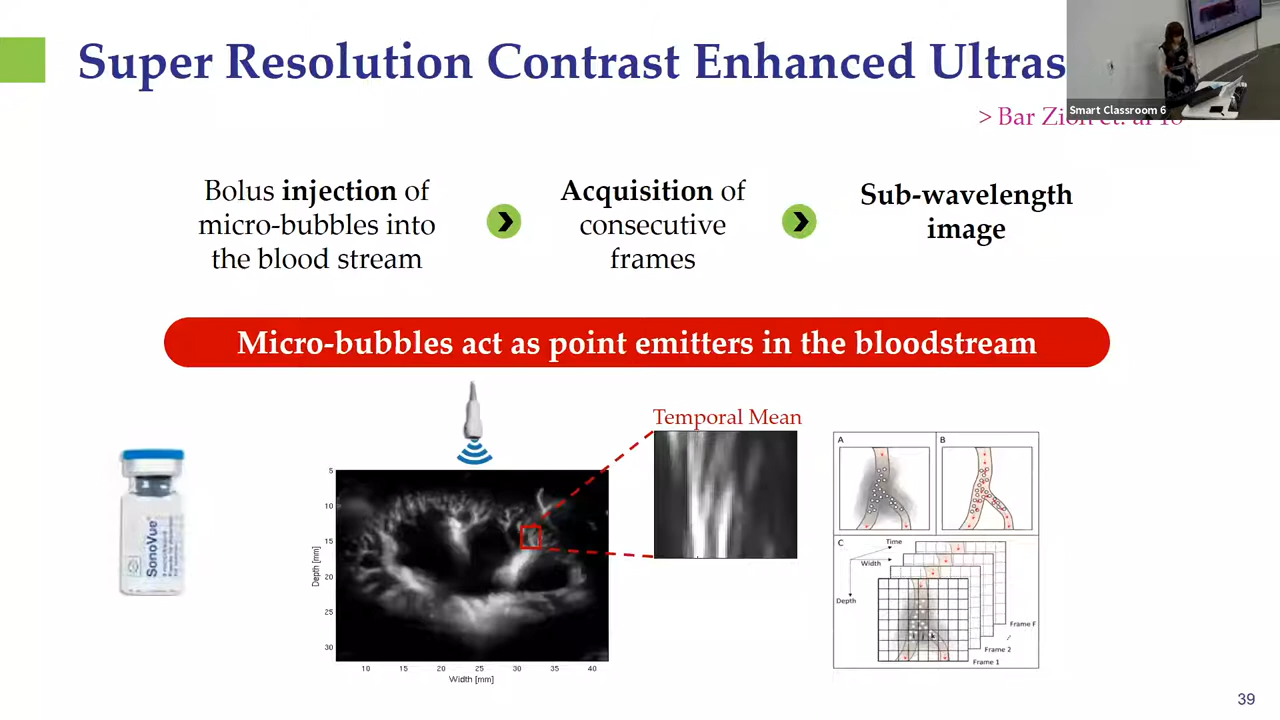 Super Resolution Contrast Enhanced Ultras
Smart Classroom 6
> Bar Zion et. al
Bolus injection of
micro-bubbles into
the blood stream
Acquisition of
consecutive
frames
Sub-wavelength
image
Micro-bubbles act as point emitters in the bloodstream
Temporal Mean
SonoVue
5
10
15
20
25
30
Depth [mm]
10 15 20 25 30 35 40
Width [mm]
A
B
C
Time
Width
Depth
Frame F
Frame 2
Frame 1
39